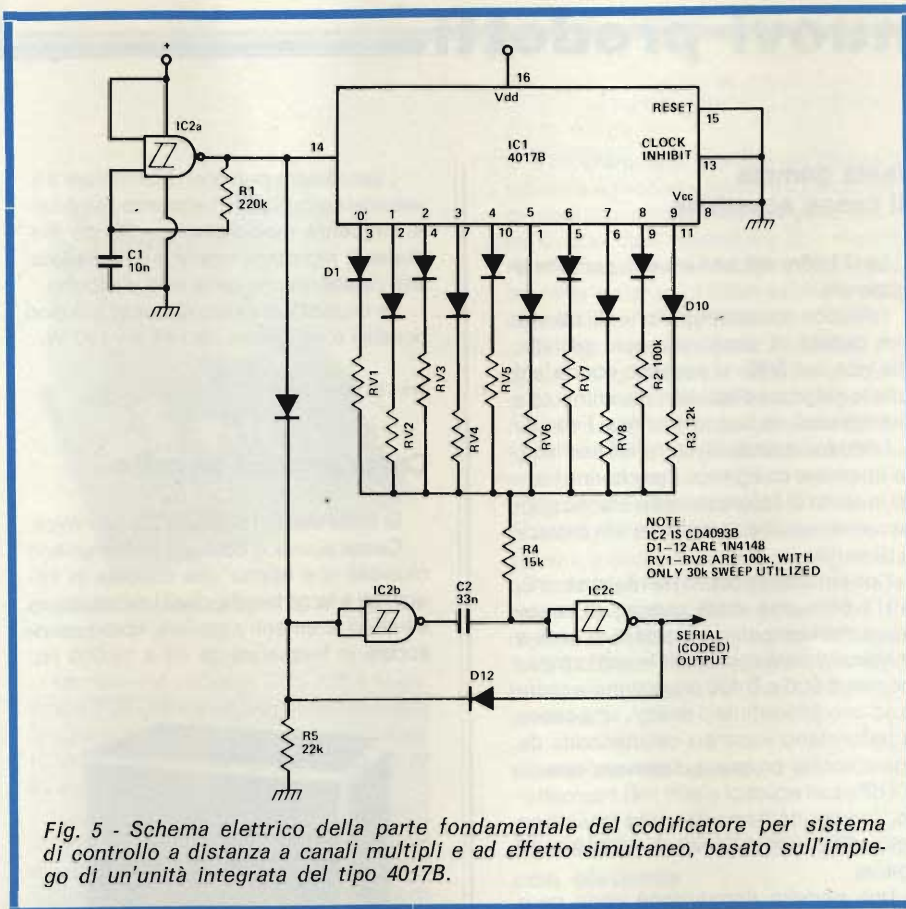 +
IC2a
R1
220k
C1
10n
14
16
Vdd
IC1
4017B
RESET
15
CLOCK
INHIBIT
13
Vcc
8
'0' 1 2 3 4 5 6 7 8 9
3 2 4 7 10 1 5 6 9 11
D1
D10
RV1
RV2
RV3
RV4
RV5
RV6
RV7
RV8
R2 100k
R3 12k
R4
15k
NOTE
IC2 IS CD4093B
D1–12 ARE 1N4148
RV1–RV8 ARE 100k, WITH
ONLY 30k SWEEP UTILIZED
IC2b
C2
33n
IC2c
SERIAL
(CODED)
OUTPUT
D12
R5
22k
Fig. 5 - Schema elettrico della parte fondamentale del codificatore per sistema
di controllo a distanza a canali multipli e ad effetto simultaneo, basato sull'impie-
go di un'unità integrata del tipo 4017B.